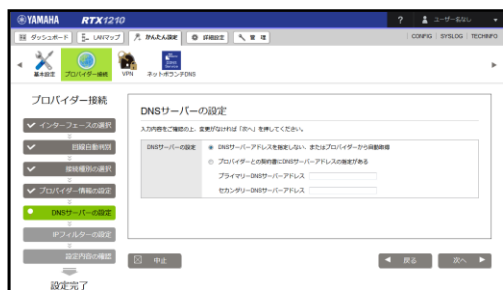 YAMAHA RTX1210 ? ユーザー名なし
ダッシュボード LANマップ かんたん設定 詳細設定 管理 CONFIG SYSLOG TECHINFO
基本設定 プロバイダー接続 VPN ネットボランチDNS
プロバイダー接続
DNSサーバーの設定
入力内容をご確認の上、変更がなければ「次へ」を押してください。
インターフェースの選択
回線自動判別
接続種別の選択
プロバイダー情報の設定
DNSサーバーの設定
IPフィルターの設定
設定内容の確認
設定完了
DNSサーバーの設定
DNSサーバーアドレスを指定しない、またはプロバイダーから自動取得
プロバイダーとの契約書にDNSサーバーアドレスの指定がある
プライマリーDNSサーバーアドレス
セカンダリーDNSサーバーアドレス
中止 戻る 次へ